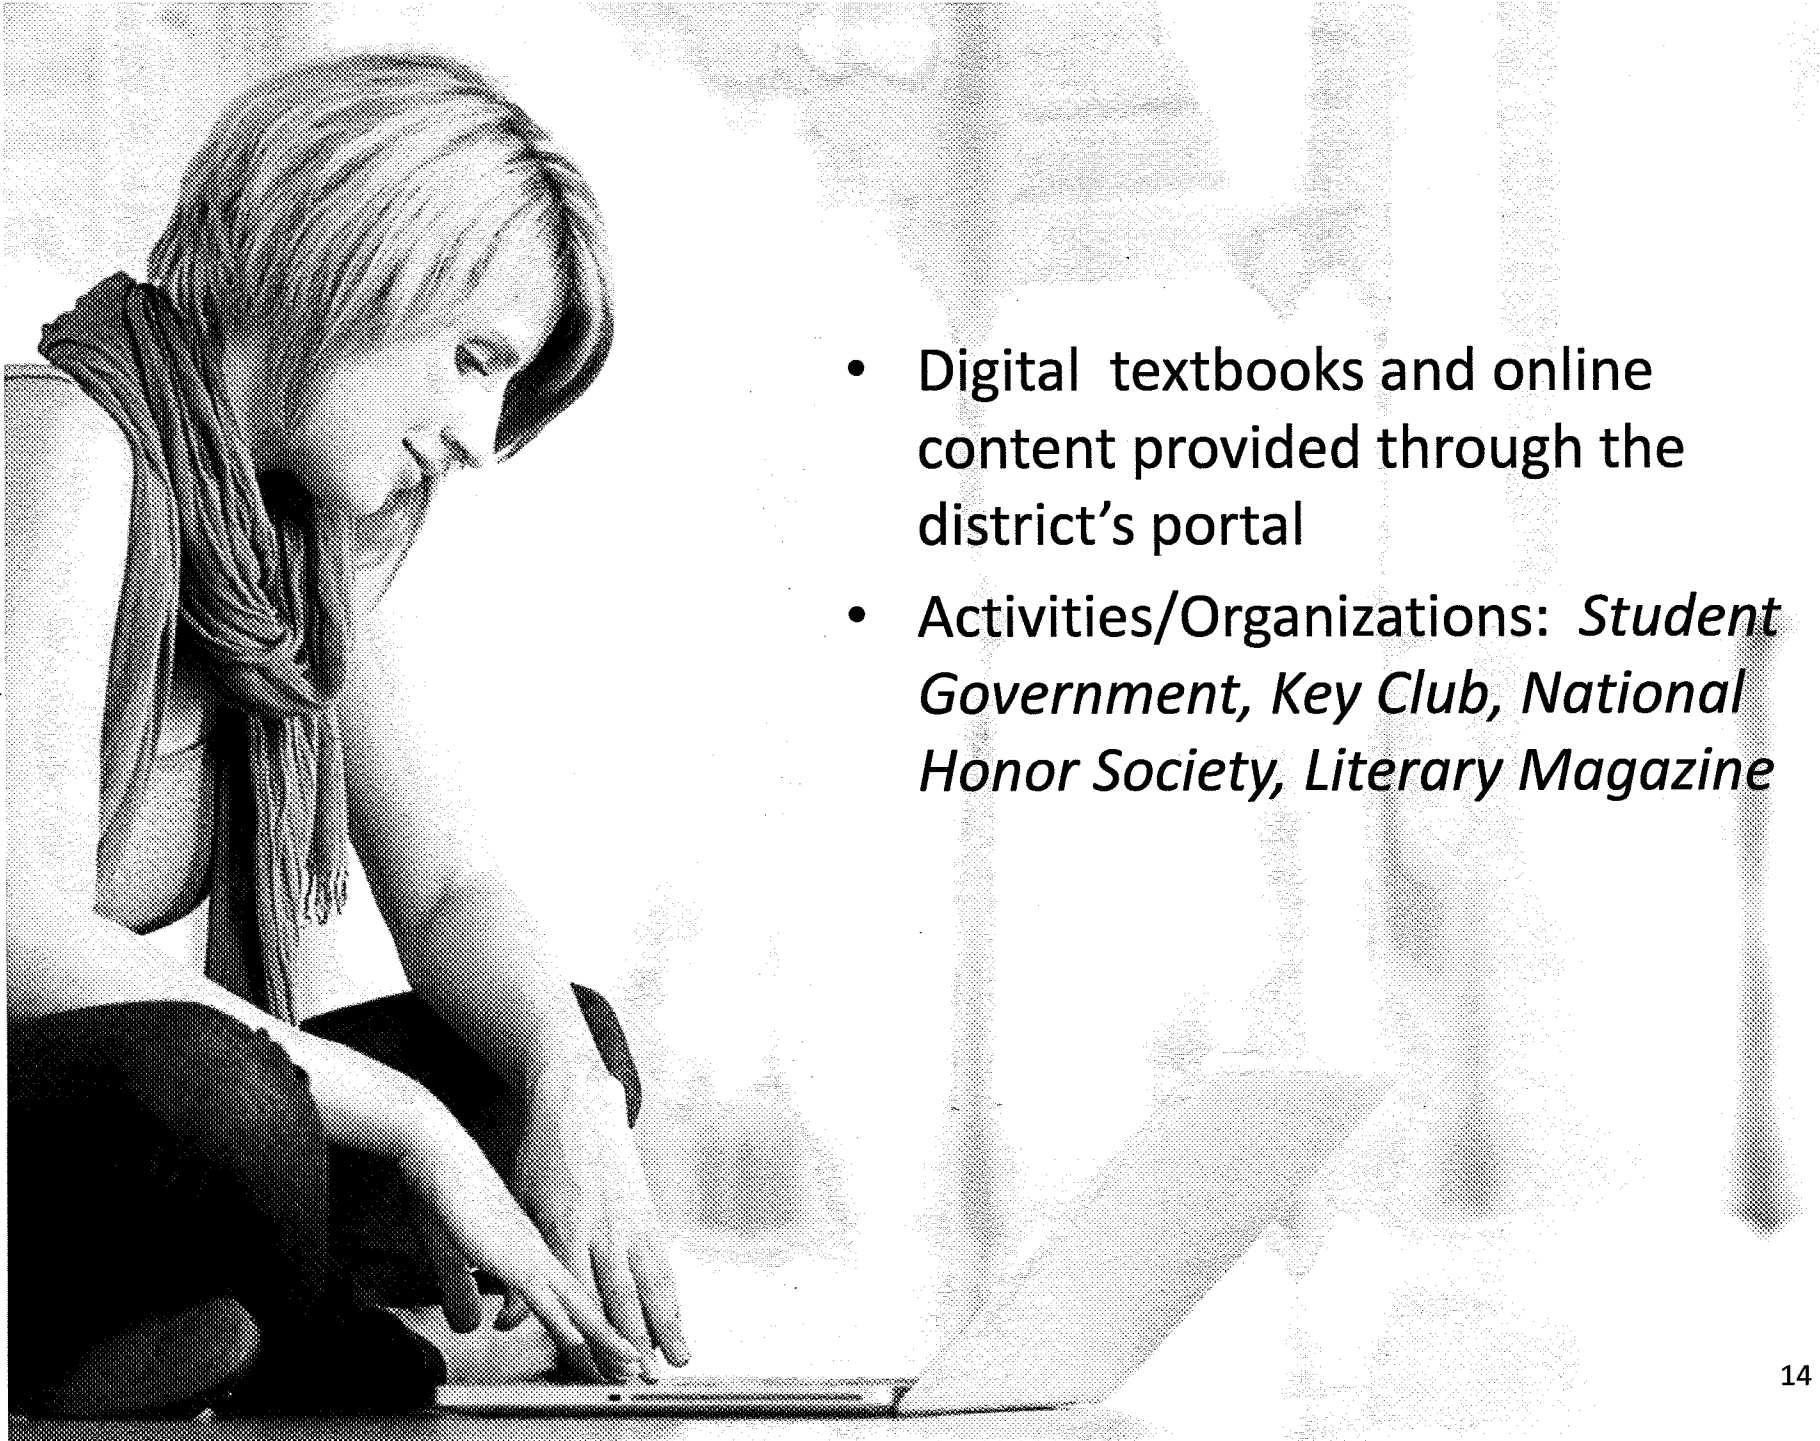 • Digital  textbooks and online
content provided through the
district’s portal
• Activities/Organizations:  Student
Government, Key Club, National
Honor Society, Literary Magazine
14